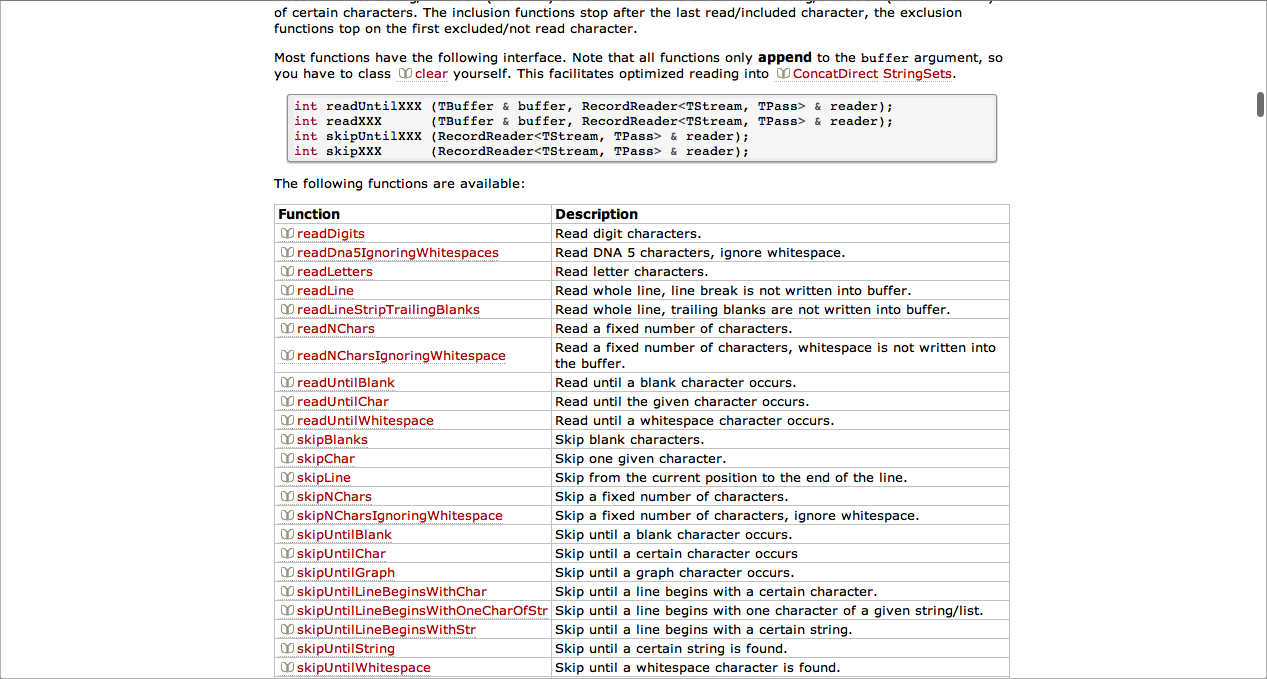 of certain characters. The inclusion functions stop after the last read/included character, the exclusion
functions top on the first excluded/not read character.
Most functions have the following interface. Note that all functions only append to the buffer argument, so
you have to class clear yourself. This facilitates optimized reading into ConcatDirect StringSets.
int readUntilXXX (TBuffer & buffer, RecordReader<TStream, TPass> & reader);
int readXXX      (TBuffer & buffer, RecordReader<TStream, TPass> & reader);
int skipUntilXXX (RecordReader<TStream, TPass> & reader);
int skipXXX      (RecordReader<TStream, TPass> & reader);
The following functions are available:
Function Description
readDigits Read digit characters.
readDna5IgnoringWhitespaces Read DNA 5 characters, ignore whitespace.
readLetters Read letter characters.
readLine Read whole line, line break is not written into buffer.
readLineStripTrailingBlanks Read whole line, trailing blanks are not written into buffer.
readNChars Read a fixed number of characters.
readNCharsIgnoringWhitespace Read a fixed number of characters, whitespace is not written into
the buffer.
readUntilBlank Read until a blank character occurs.
readUntilChar Read until the given character occurs.
readUntilWhitespace Read until a whitespace character occurs.
skipBlanks Skip blank characters.
skipChar Skip one given character.
skipLine Skip from the current position to the end of the line.
skipNChars Skip a fixed number of characters.
skipNCharsIgnoringWhitespace Skip a fixed number of characters, ignore whitespace.
skipUntilBlank Skip until a blank character occurs.
skipUntilChar Skip until a certain character occurs
skipUntilGraph Skip until a graph character occurs.
skipUntilLineBeginsWithChar Skip until a line begins with a certain character.
skipUntilLineBeginsWithOneCharOfStr Skip until a line begins with one character of a given string/list.
skipUntilLineBeginsWithStr Skip until a line begins with a certain string.
skipUntilString Skip until a certain string is found.
skipUntilWhitespace Skip until a whitespace character is found.